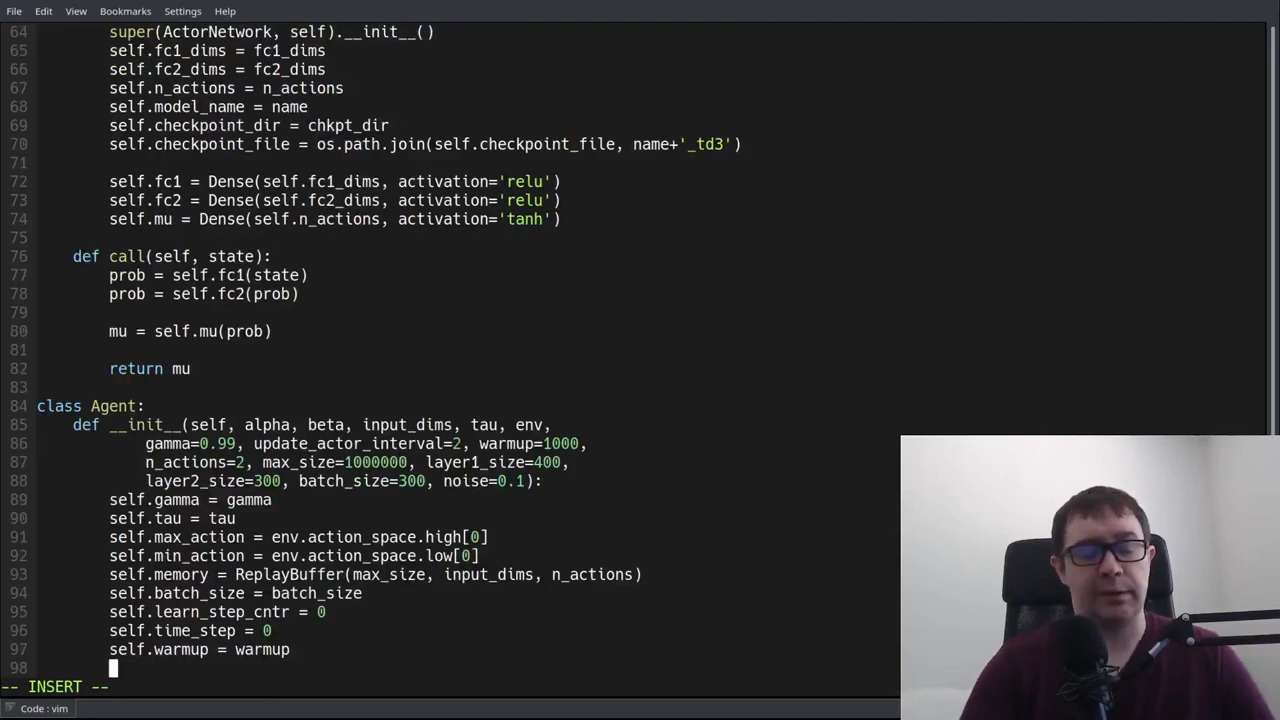 File Edit View Bookmarks Settings Help
64 super(ActorNetwork, self).__init__()
65 self.fc1_dims = fc1_dims
66 self.fc2_dims = fc2_dims
67 self.n_actions = n_actions
68 self.model_name = name
69 self.checkpoint_dir = chkpt_dir
70 self.checkpoint_file = os.path.join(self.checkpoint_file, name+'_td3')
71
72 self.fc1 = Dense(self.fc1_dims, activation='relu')
73 self.fc2 = Dense(self.fc2_dims, activation='relu')
74 self.mu = Dense(self.n_actions, activation='tanh')
75
76 def call(self, state):
77 prob = self.fc1(state)
78 prob = self.fc2(prob)
79
80 mu = self.mu(prob)
81
82 return mu
83
84 class Agent:
85 def __init__(self, alpha, beta, input_dims, tau, env,
86 gamma=0.99, update_actor_interval=2, warmup=1000,
87 n_actions=2, max_size=1000000, layer1_size=400,
88 layer2_size=300, batch_size=300, noise=0.1):
89 self.gamma = gamma
90 self.tau = tau
91 self.max_action = env.action_space.high[0]
92 self.min_action = env.action_space.low[0]
93 self.memory = ReplayBuffer(max_size, input_dims, n_actions)
94 self.batch_size = batch_size
95 self.learn_step_cntr = 0
96 self.time_step = 0
97 self.warmup = warmup
98
-- INSERT --
Code : vim